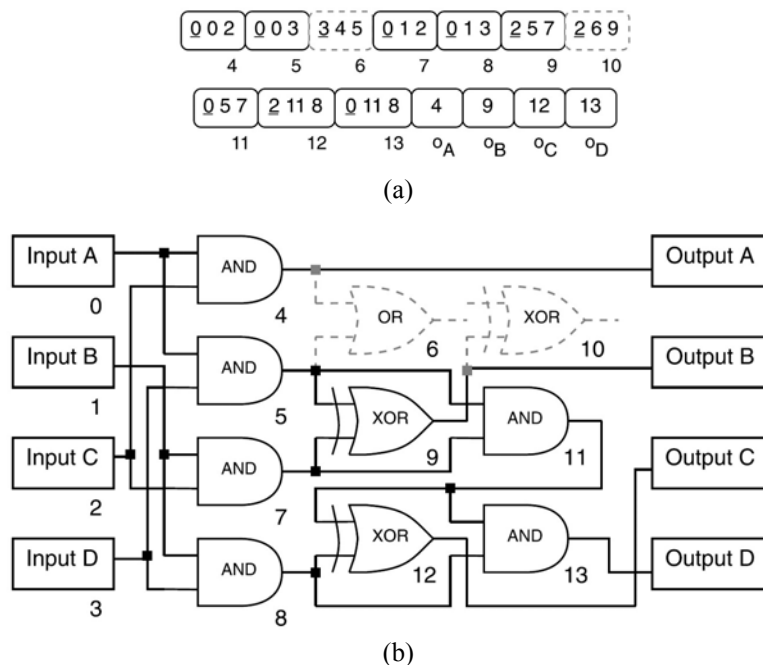 0 0 2 0 0 3 3 4 5 0 1 2 0 1 3 2 5 7 2 6 9
4 5 6 7 8 9 10
0 5 7 2 11 8 0 11 8 4 9 12 13
11 12 13 oA oB oC oD
(a)
Input A AND Output A
0 4 OR XOR
6 10
Input B AND Output B
1 5 XOR AND
9 11
Input C AND Output C
2 7
Input D AND XOR AND Output D
3 8 12 13
(b)